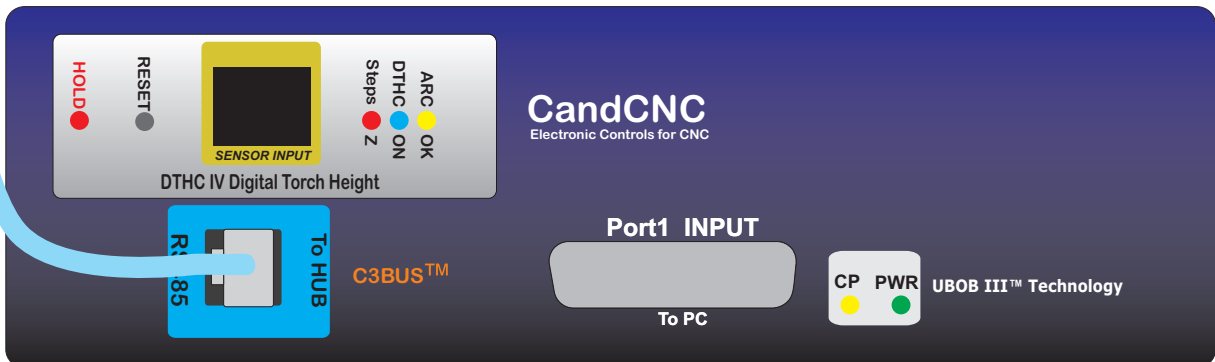 HOLD
RESET
SENSOR INPUT
Steps Z
DTHC ON
ARC OK
DTHC IV Digital Torch Height
CandCNC
Electronic Controls for CNC
To HUB
C3BUS™
Port1 INPUT
To PC
CP PWR
UBOB III™ Technology